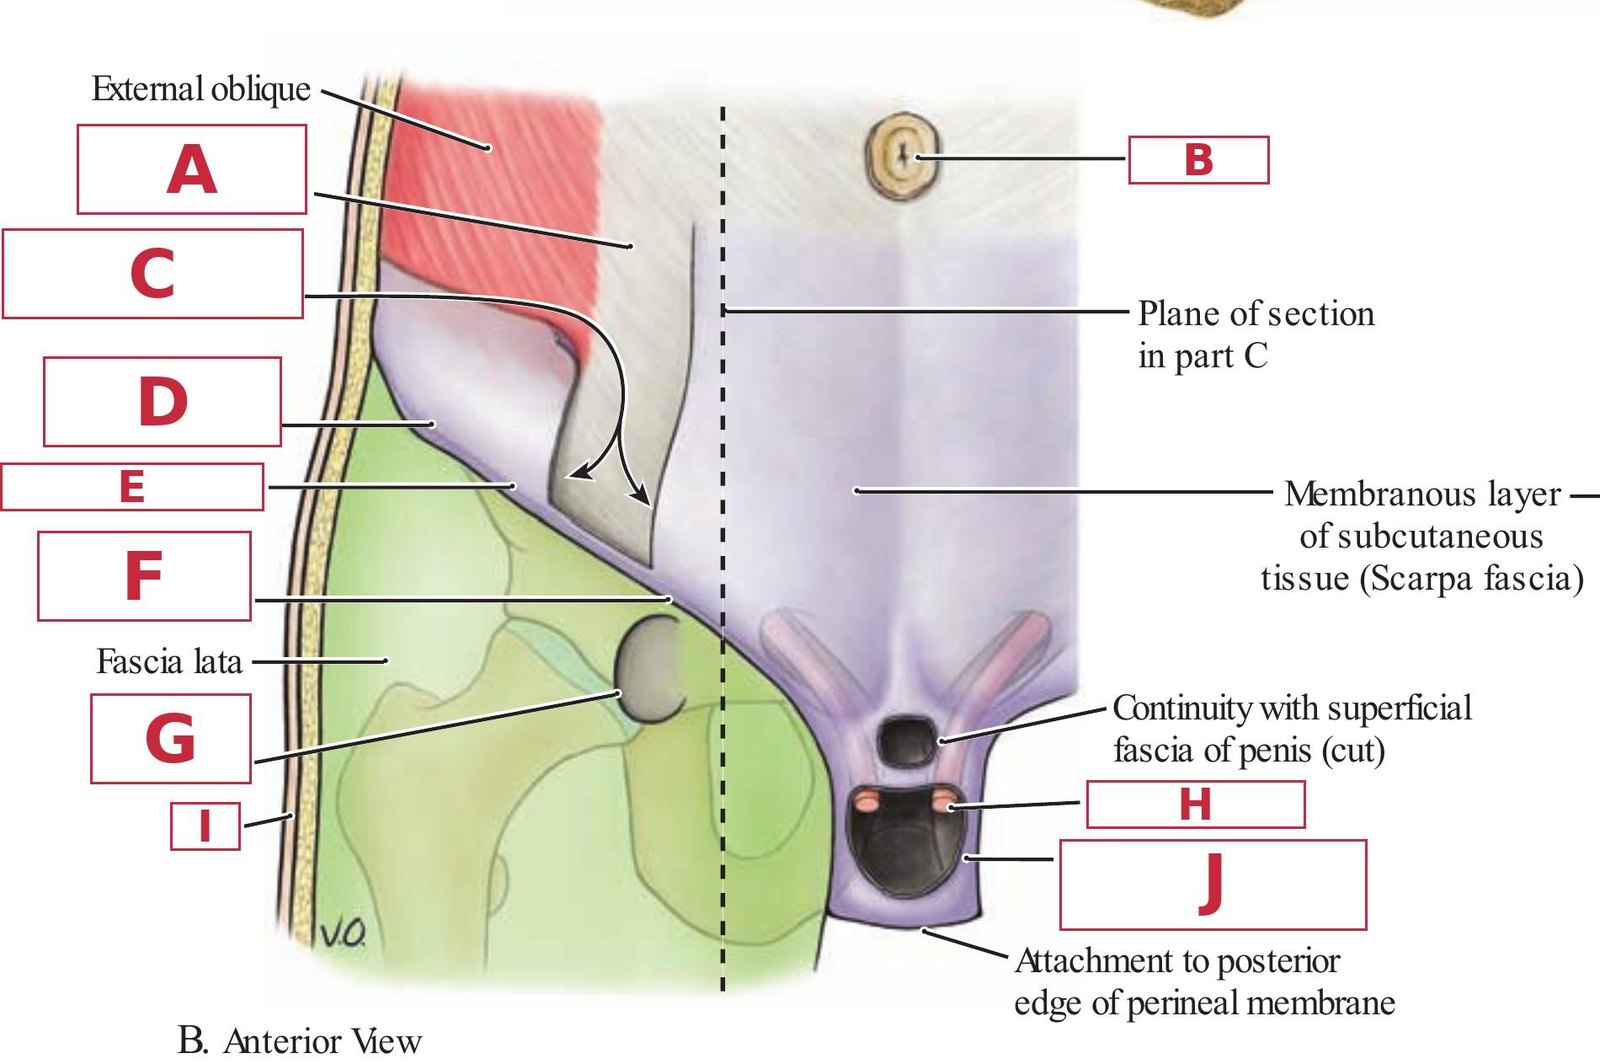 External oblique
A
B
C
Plane of section
in part C
D
E
Membranous layer
of subcutaneous
tissue (Scarpa fascia)
F
Fascia lata
G
Continuity with superficial
fascia of penis (cut)
I
H
J
V.O.
Attachment to posterior
edge of perineal membrane
B. Anterior View